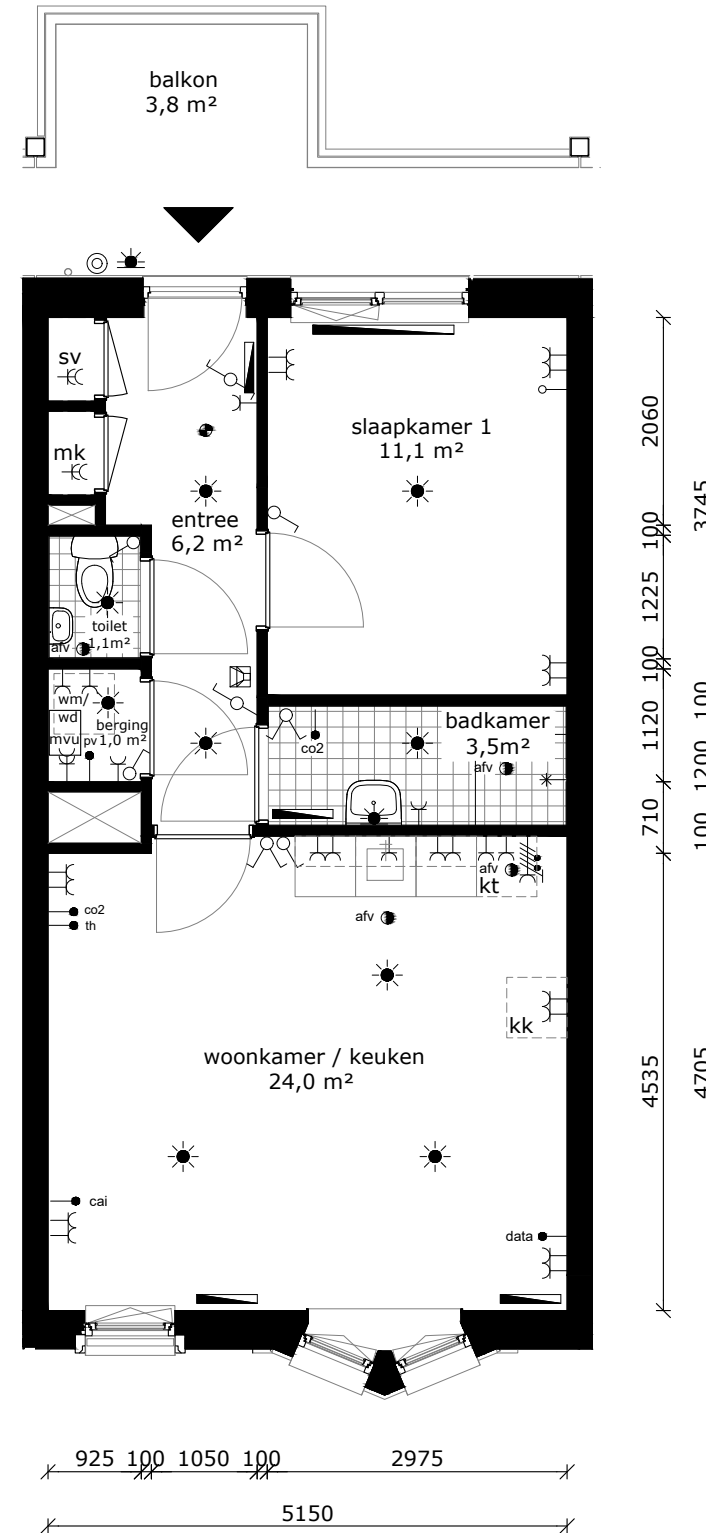 balkon
3,8 m²
sv
mk
slaapkamer 1
11,1 m²
entree
6,2 m²
toilet
1,1m²
afv
wm/
wd
berging
1,0 m²
mvu
pv
badkamer
3,5m²
co2
afv
afv
kt
co2
th
afv
kk
woonkamer / keuken
24,0 m²
cai
data
2060
100
1225
100
1120
710
4535
3745
100
1200
100
4705
925 100 1050 100 2975
5150